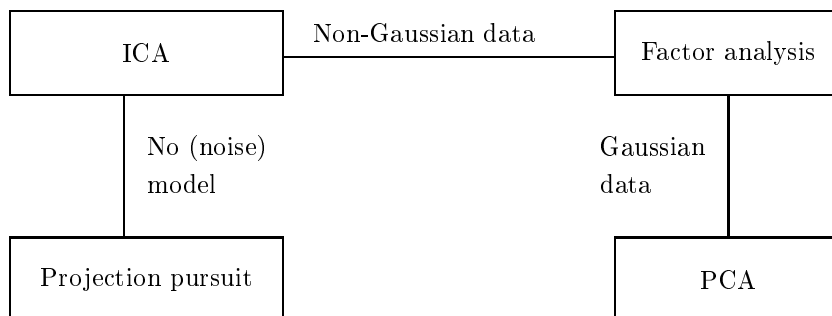 Non-Gaussian data
ICA
Factor analysis
No (noise)
model
Gaussian
data
Projection pursuit
PCA